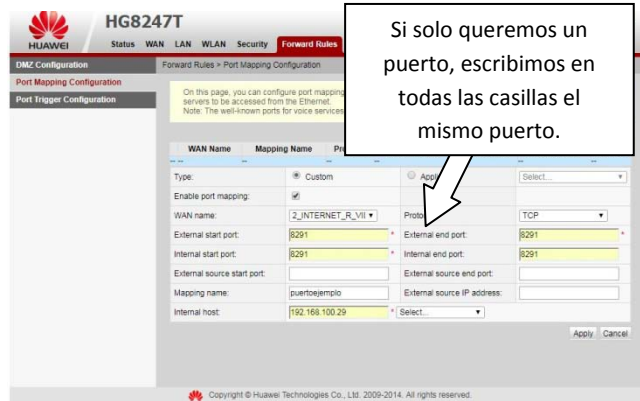 HG8247T
HUAWEI
Status WAN LAN WLAN Security Forward Rules
Si solo queremos un
puerto, escribimos en
todas las casillas el
mismo puerto.
DMZ Configuration
Port Mapping Configuration
Port Trigger Configuration
Forward Rules > Port Mapping Configuration
On this page, you can configure port mapping
servers to be accessed from the Ethernet.
Note: The well-known ports for voice services
WAN Name Mapping Name
-- -- -- -- -- -- --
Type: Custom Select...
Enable port mapping:
WAN name: 2_INTERNET_R_VII TCP
External start port: 8291 * External end port: 8291 *
Internal start port: 8291 * Internal end port: 8291
External source start port: External source end port:
Mapping name: puertoejemplo External source IP address:
Internal host: 192.168.100.29 * Select...
Apply Cancel
Copyright © Huawei Technologies Co., Ltd. 2009-2014. All rights reserved.